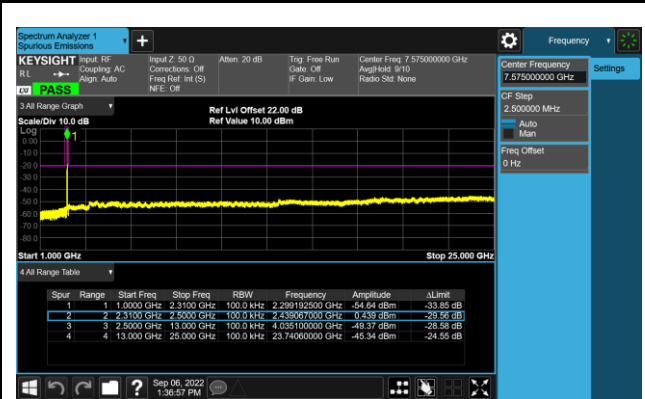 Spectrum Analyzer 1
Spurious Emissions
Frequency
KEYSIGHT
Input: RF
Input Z: 50 Ω
Atten: 20 dB
Trig: Free Run
Center Freq: 7.575000000 GHz
RL
Coupling: AC
Corrections: Off
Gate: Off
Avg|Hold: 9/10
Align: Auto
Freq Ref: Int (S)
IF Gain: Low
Radio Std: None
NFE: Off
LXI
PASS
Center Frequency
7.575000000 GHz
Settings
CF Step
2.500000 MHz
Auto
Man
Freq Offset
0 Hz
3 All Range Graph
Ref Lvl Offset 22.00 dB
Scale/Div 10.0 dB
Ref Value 10.00 dBm
Log
1
0.00
-10.0
-20.0
-30.0
-40.0
-50.0
-60.0
-70.0
-80.0
Start 1.000 GHz
Stop 25.000 GHz
4 All Range Table
Spur Range Start Freq Stop Freq RBW Frequency Amplitude ΔLimit
1 1 1.0000 GHz 2.3100 GHz 100.0 kHz 2.299192500 GHz -54.64 dBm -33.85 dB
2 2 2.3100 GHz 2.5000 GHz 100.0 kHz 2.439067000 GHz 0.439 dBm -29.56 dB
3 3 2.5000 GHz 13.000 GHz 100.0 kHz 4.035100000 GHz -49.37 dBm -28.58 dB
4 4 13.000 GHz 25.000 GHz 100.0 kHz 23.74060000 GHz -45.34 dBm -24.55 dB
Sep 06, 2022
1:36:57 PM